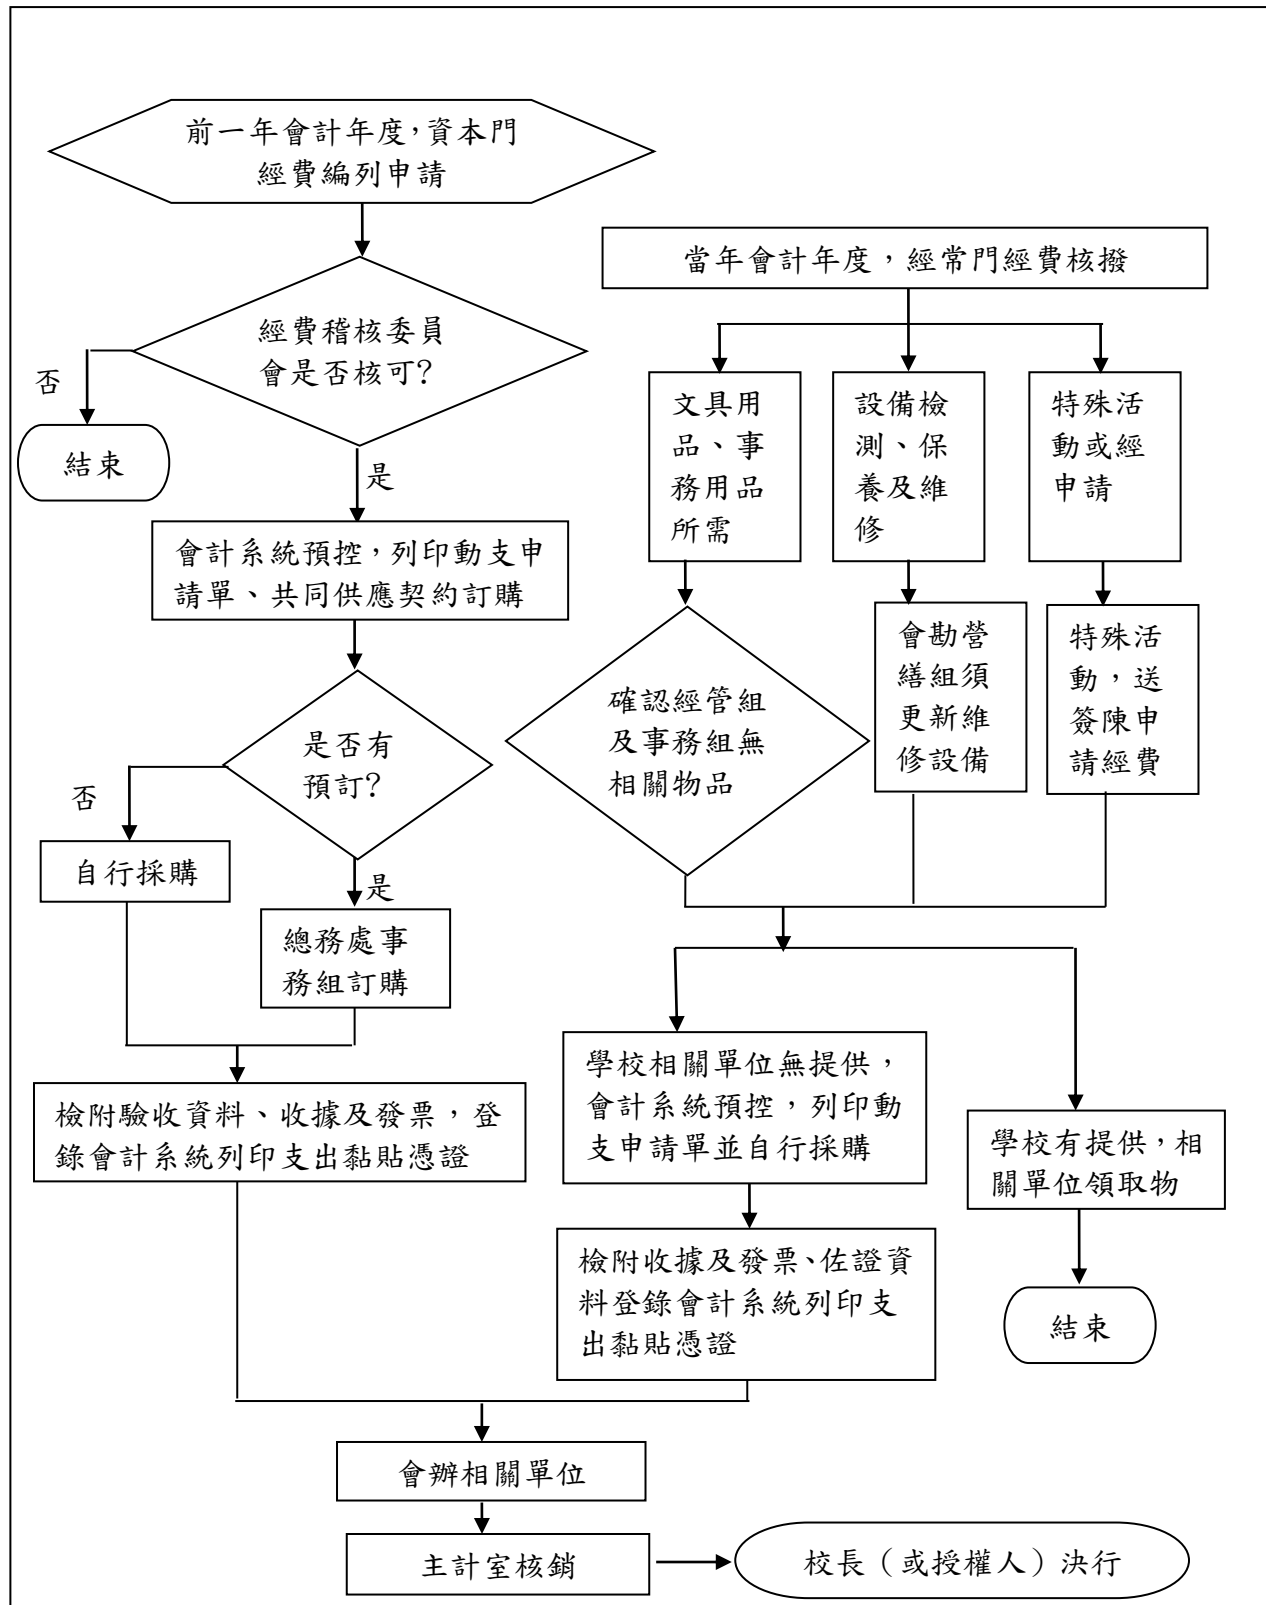 前一年會計年度，資本門
經費編列申請
經費稽核委員
會是否核可?
否
結束
是
會計系統預控，列印動支申
請單、共同供應契約訂購
是否有
預訂?
否
自行採購
是
總務處事
務組訂購
檢附驗收資料、收據及發票，登
錄會計系統列印支出黏貼憑證
當年會計年度，經常門經費核撥
文具用
品、事
務用品
所需
設備檢
測、保
養及維
修
特殊活
動或經
申請
確認經管組
及事務組無
相關物品
會勘營
繕組須
更新維
修設備
特殊活
動，送
簽陳申
請經費
學校相關單位無提供，
會計系統預控，列印動
支申請單並自行採購
學校有提供，相
關單位領取物
檢附收據及發票、佐證資
料登錄會計系統列印支
出黏貼憑證
結束
會辦相關單位
主計室核銷
校長（或授權人）決行